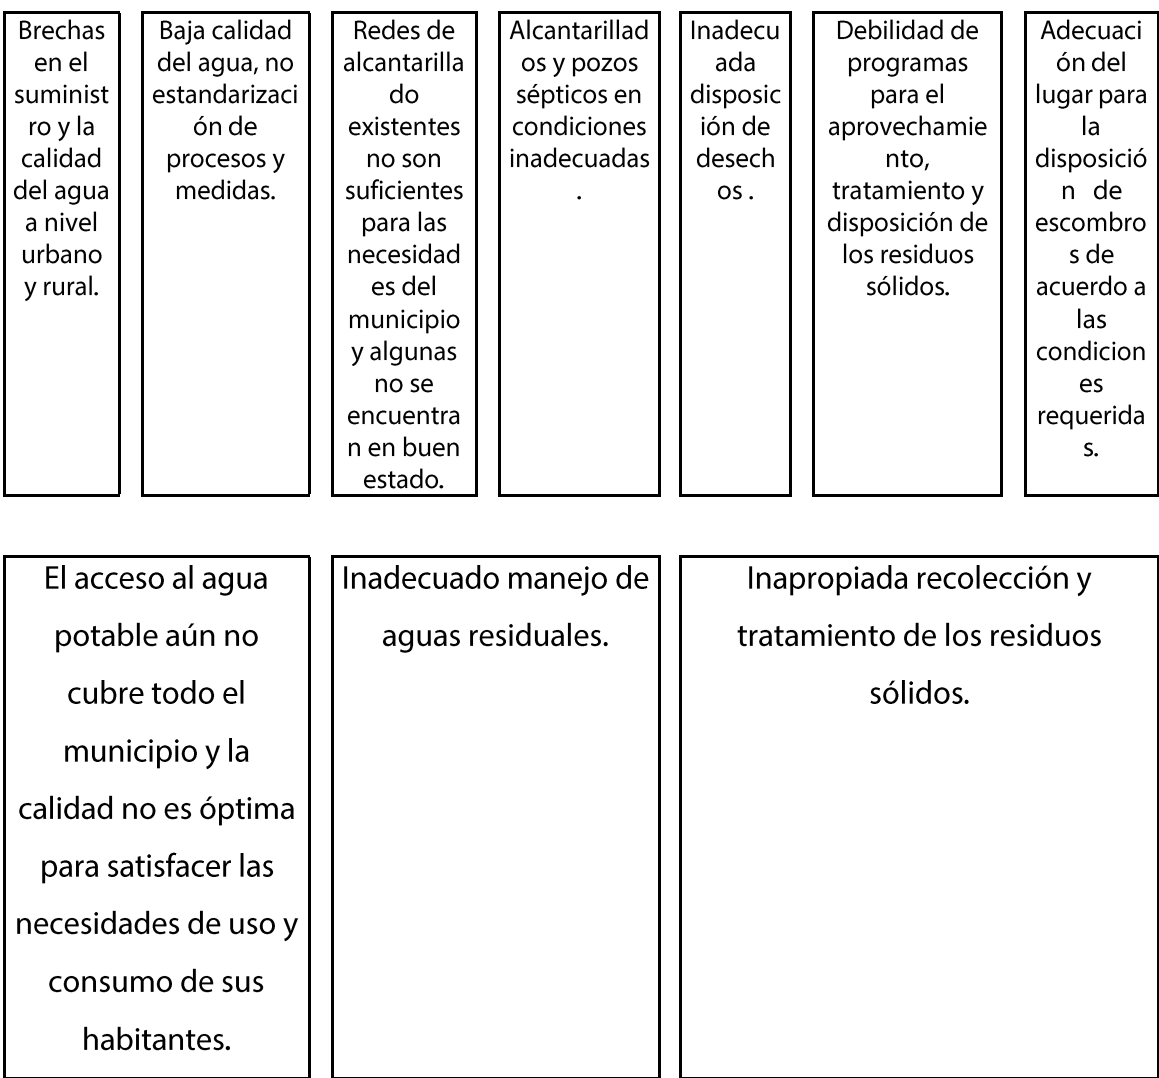 Brechas
en el
suminist
ro y la
calidad
del agua
a nivel
urbano
y rural.
Baja calidad
del agua, no
estandarizaci
ón de
procesos y
medidas.
Redes de
alcantarilla
do
existentes
no son
suficientes
para las
necesidad
es del
municipio
y algunas
no se
encuentra
n en buen
estado.
Alcantarillad
os y pozos
sépticos en
condiciones
inadecuadas
.
Inadecu
ada
disposic
ión de
desech
os .
Debilidad de
programas
para el
aprovechamie
nto,
tratamiento y
disposición de
los residuos
sólidos.
Adecuaci
ón del
lugar para
la
disposició
n de
escombro
s de
acuerdo a
las
condicion
es
requerida
s.
El acceso al agua
potable aún no
cubre todo el
municipio y la
calidad no es óptima
para satisfacer las
necesidades de uso y
consumo de sus
habitantes.
Inadecuado manejo de
aguas residuales.
Inapropiada recolección y
tratamiento de los residuos
sólidos.